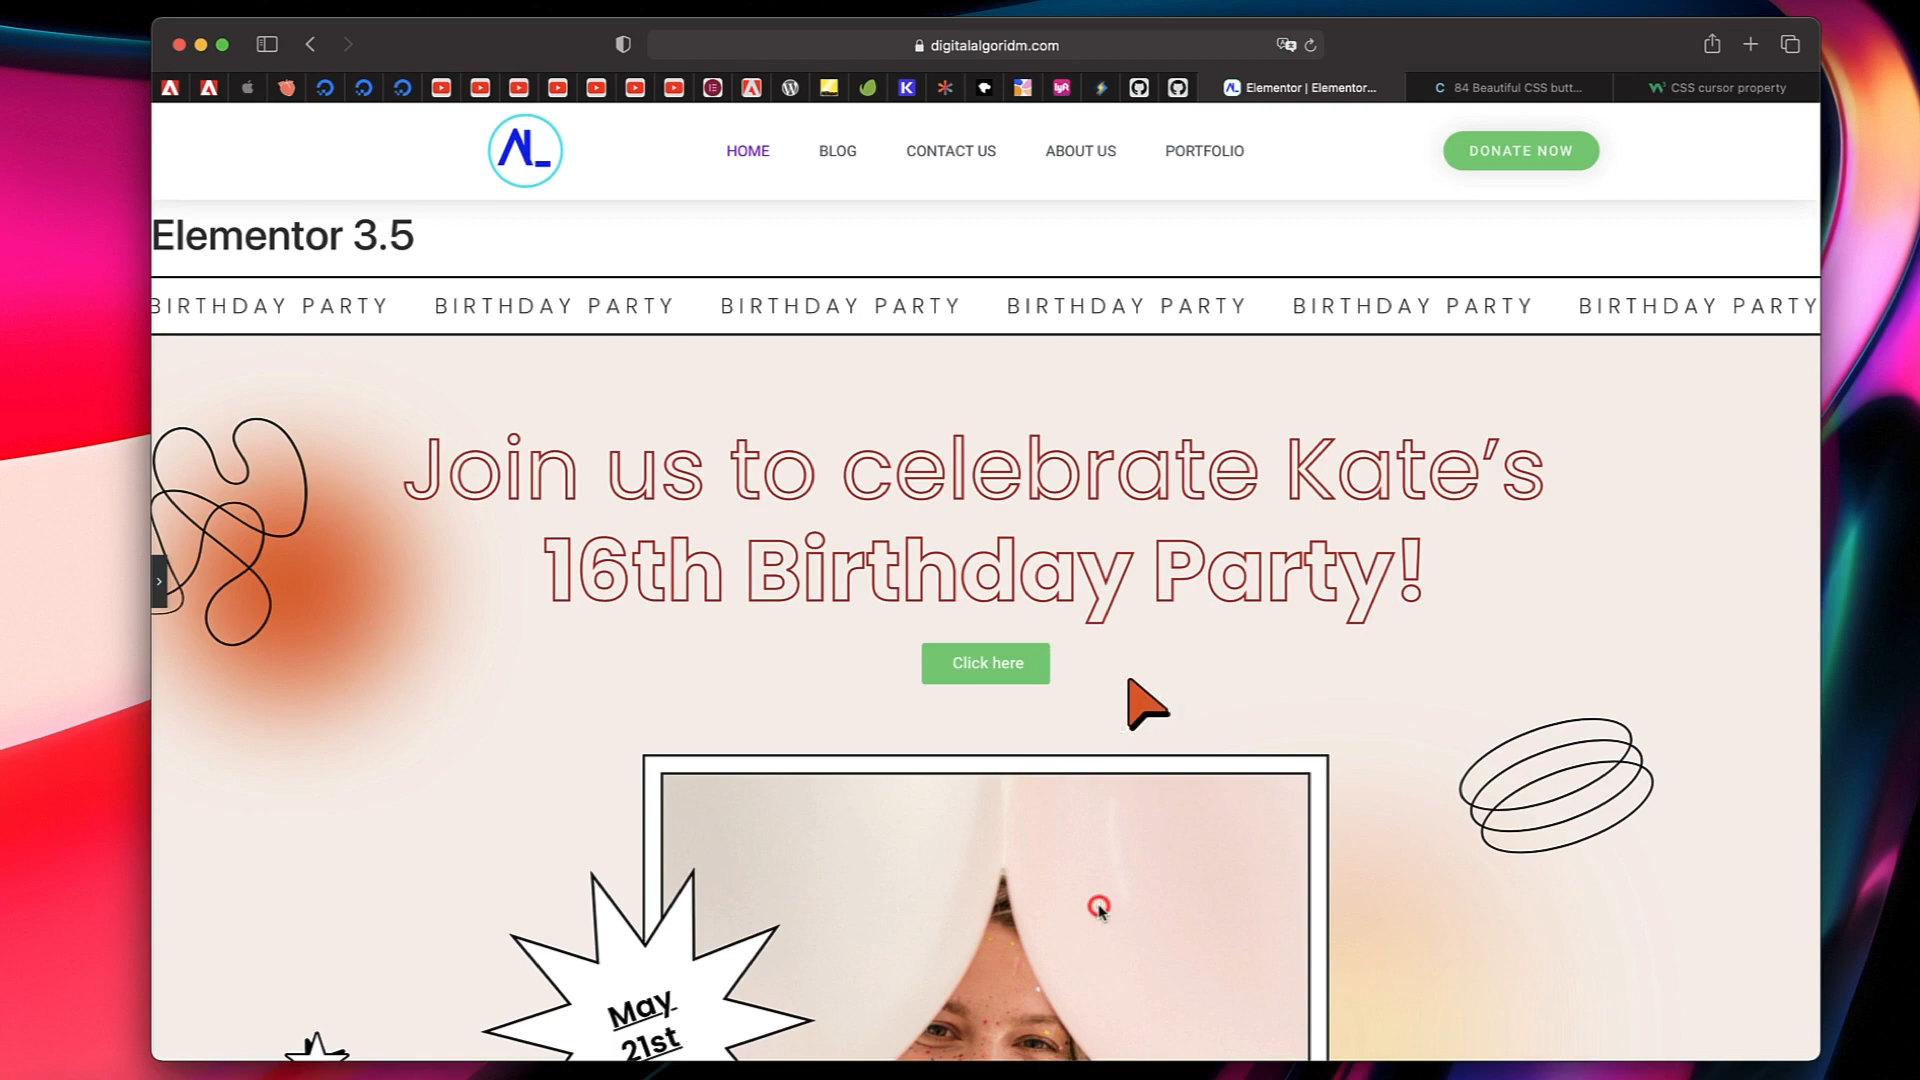 digitalalgoridm.com
Elementor | Elementor...
84 Beautiful CSS butt...
CSS cursor property
AL_
HOME
BLOG
CONTACT US
ABOUT US
PORTFOLIO
DONATE NOW
Elementor 3.5
BIRTHDAY PARTY BIRTHDAY PARTY BIRTHDAY PARTY BIRTHDAY PARTY BIRTHDAY PARTY BIRTHDAY PARTY
Join us to celebrate Kate’s
16th Birthday Party!
Click here
May
21st